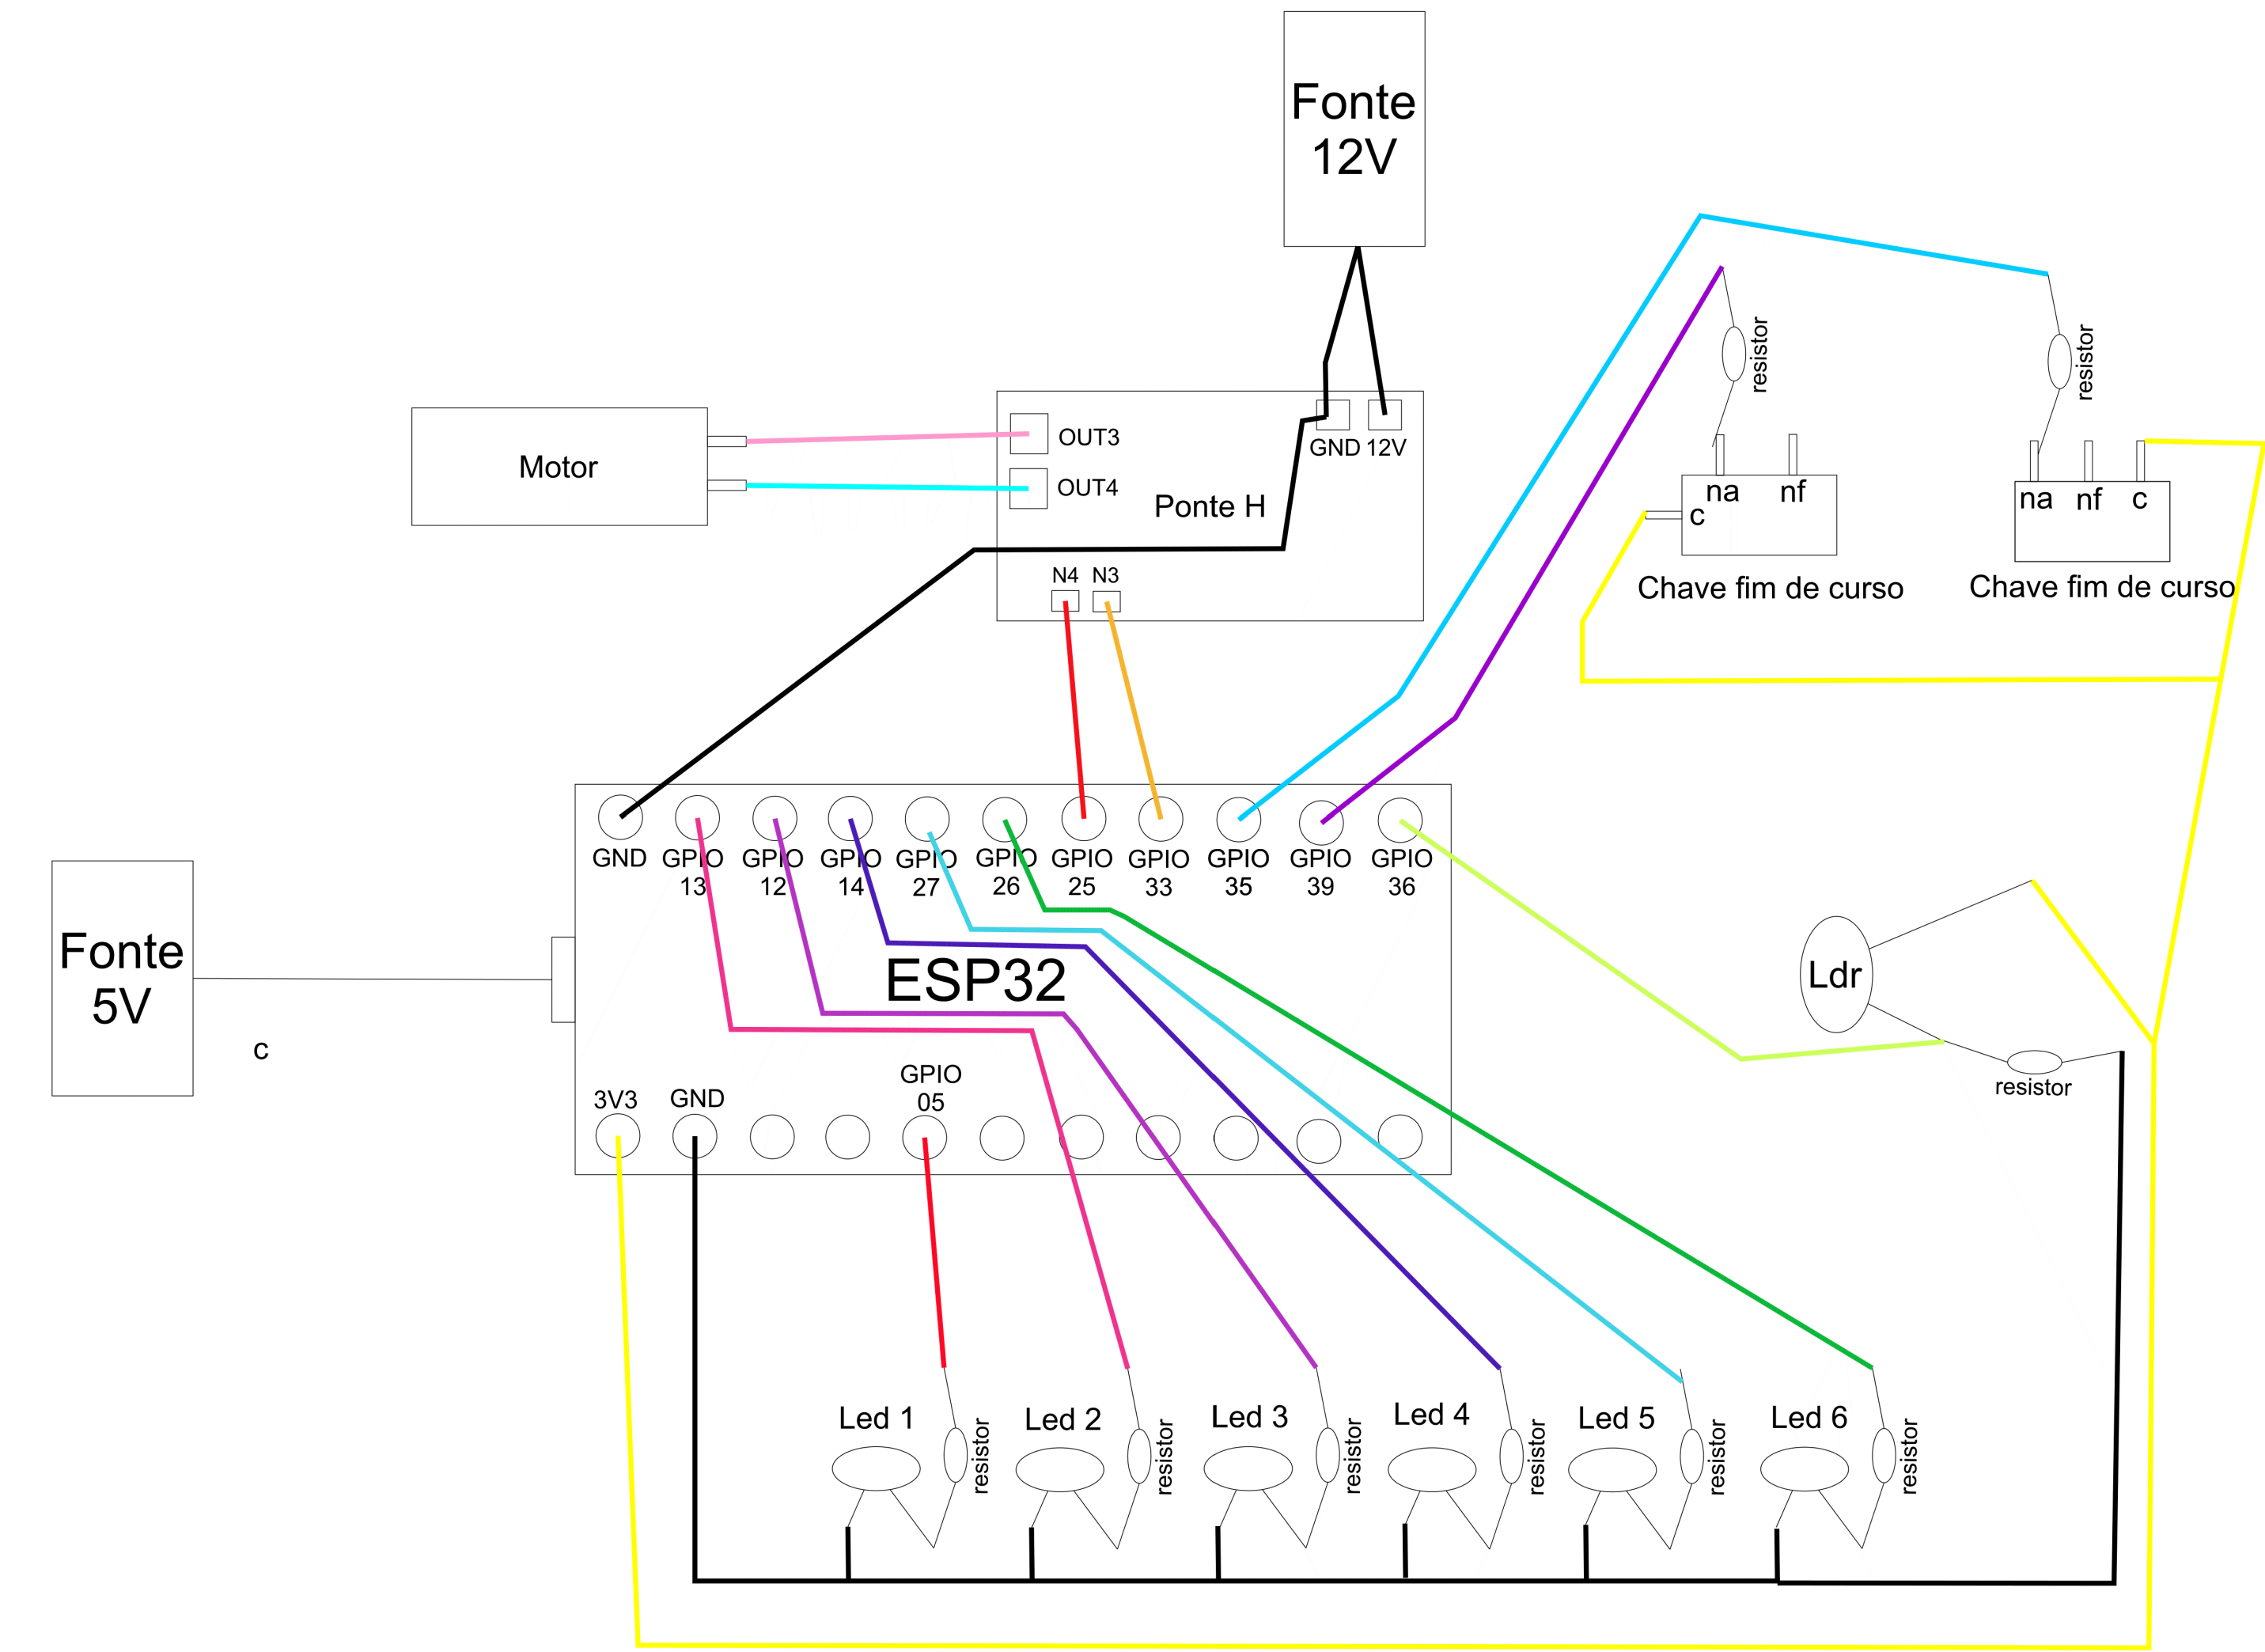 Fonte
12V
resistor
resistor
Motor
OUT3
OUT4
GND 12V
Ponte H
N4 N3
na nf
c
Chave fim de curso
na nf c
Chave fim de curso
GND
GPIO
13
GPIO
12
GPIO
14
GPIO
27
GPIO
26
GPIO
25
GPIO
33
GPIO
35
GPIO
39
GPIO
36
Fonte
5V
c
ESP32
Ldr
resistor
3V3
GND
GPIO
05
Led 1
resistor
Led 2
resistor
Led 3
resistor
Led 4
resistor
Led 5
resistor
Led 6
resistor